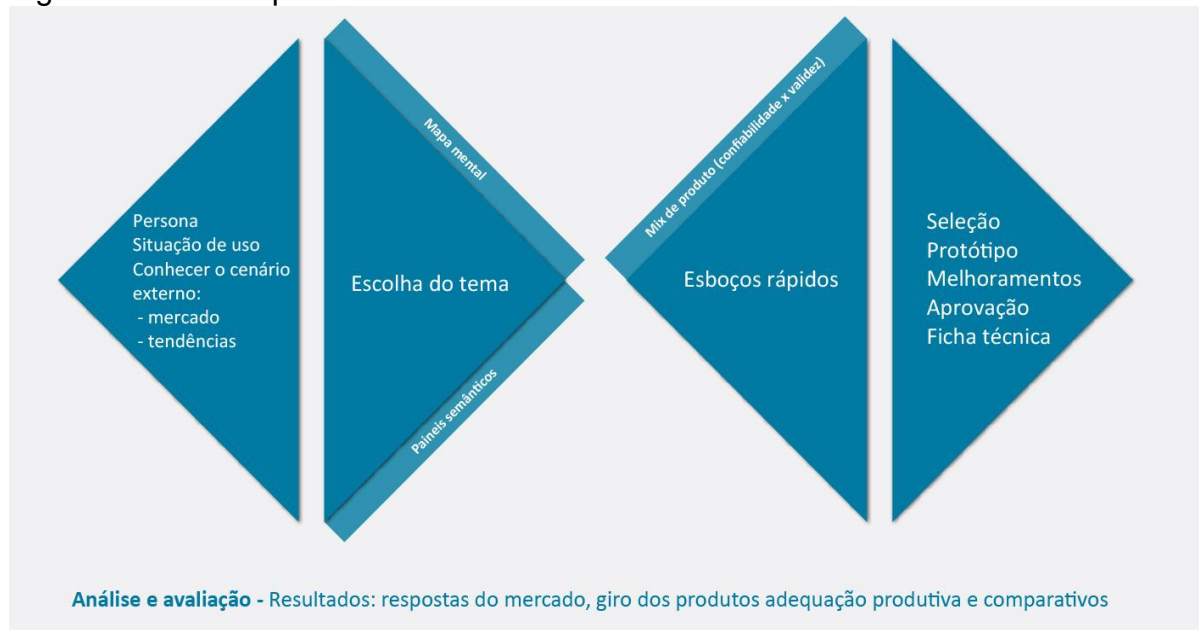 Persona
Situação de uso
Conhecer o cenário
externo:
- mercado
- tendências
Mapa mental
Escolha do tema
Paineis semânticos
Mix de produto (confiabilidade x validez)
Esboços rápidos
Seleção
Protótipo
Melhoramentos
Aprovação
Ficha técnica
Análise e avaliação - Resultados: respostas do mercado, giro dos produtos adequação produtiva e comparativos